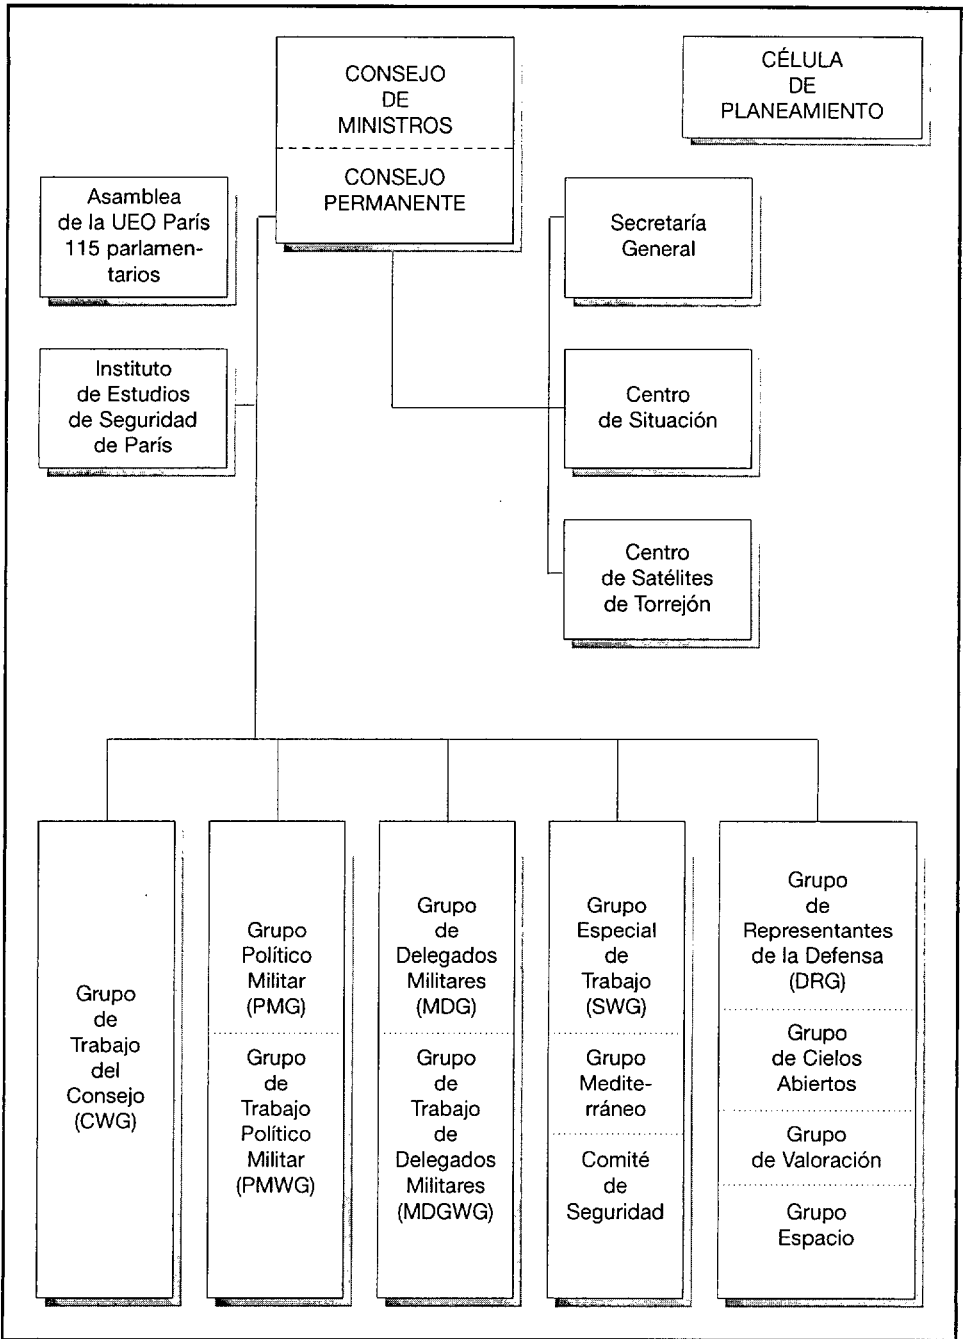 CONSEJO
DE
MINISTROS
CONSEJO
PERMANENTE
CÉLULA
DE
PLANEAMIENTO
Asamblea
de la UEO París
115 parlamen-
tarios
Secretaría
General
Instituto
de Estudios
de Seguridad
de París
Centro
de Situación
Centro
de Satélites
de Torrejón
Grupo
de
Trabajo
del
Consejo
(CWG)
Grupo
Político
Militar
(PMG)
Grupo
de
Trabajo
Político
Militar
(PMWG)
Grupo
de
Delegados
Militares
(MDG)
Grupo
de
Trabajo
de
Delegados
Militares
(MDGWG)
Grupo
Especial
de
Trabajo
(SWG)
Grupo
Medite-
rráneo
Comité
de
Seguridad
Grupo
de
Representantes
de la Defensa
(DRG)
Grupo
de Cielos
Abiertos
Grupo
de Valoración
Grupo
Espacio